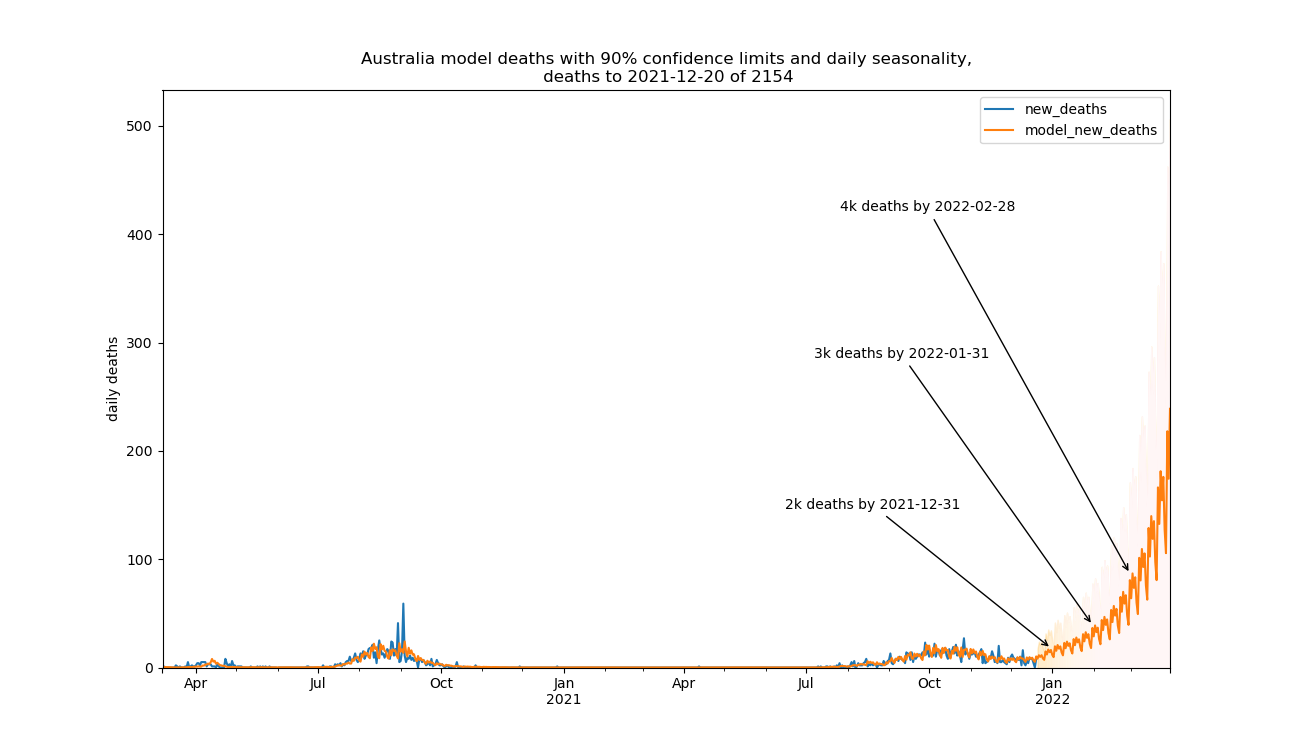 Australia model deaths with 90% confidence limits and daily seasonality,
deaths to 2021-12-20 of 2154
new_deaths
model_new_deaths
500
400
300
200
100
0
daily deaths
4k deaths by 2022-02-28
3k deaths by 2022-01-31
2k deaths by 2021-12-31
Apr Jul Oct Jan Apr Jul Oct Jan
2021 2022